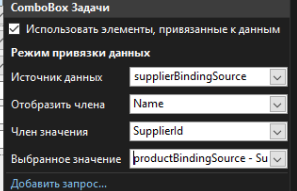 ComboBox Задачи
Использовать элементы, привязанные к данным
Режим привязки данных
Источник данных supplierBindingSource
Отобразить члена Name
Член значения SupplierId
Выбранное значение productBindingSource - Su
Добавить запрос...